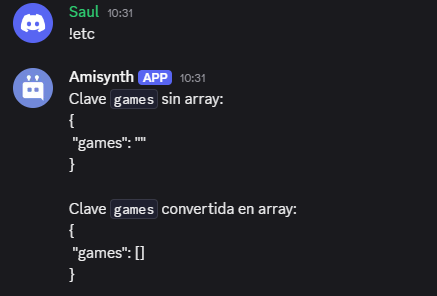 Saul 10:31
!etc
Amisynth APP 10:31
Clave games sin array:
{
"games": ""
}
Clave games convertida en array:
{
"games": []
}